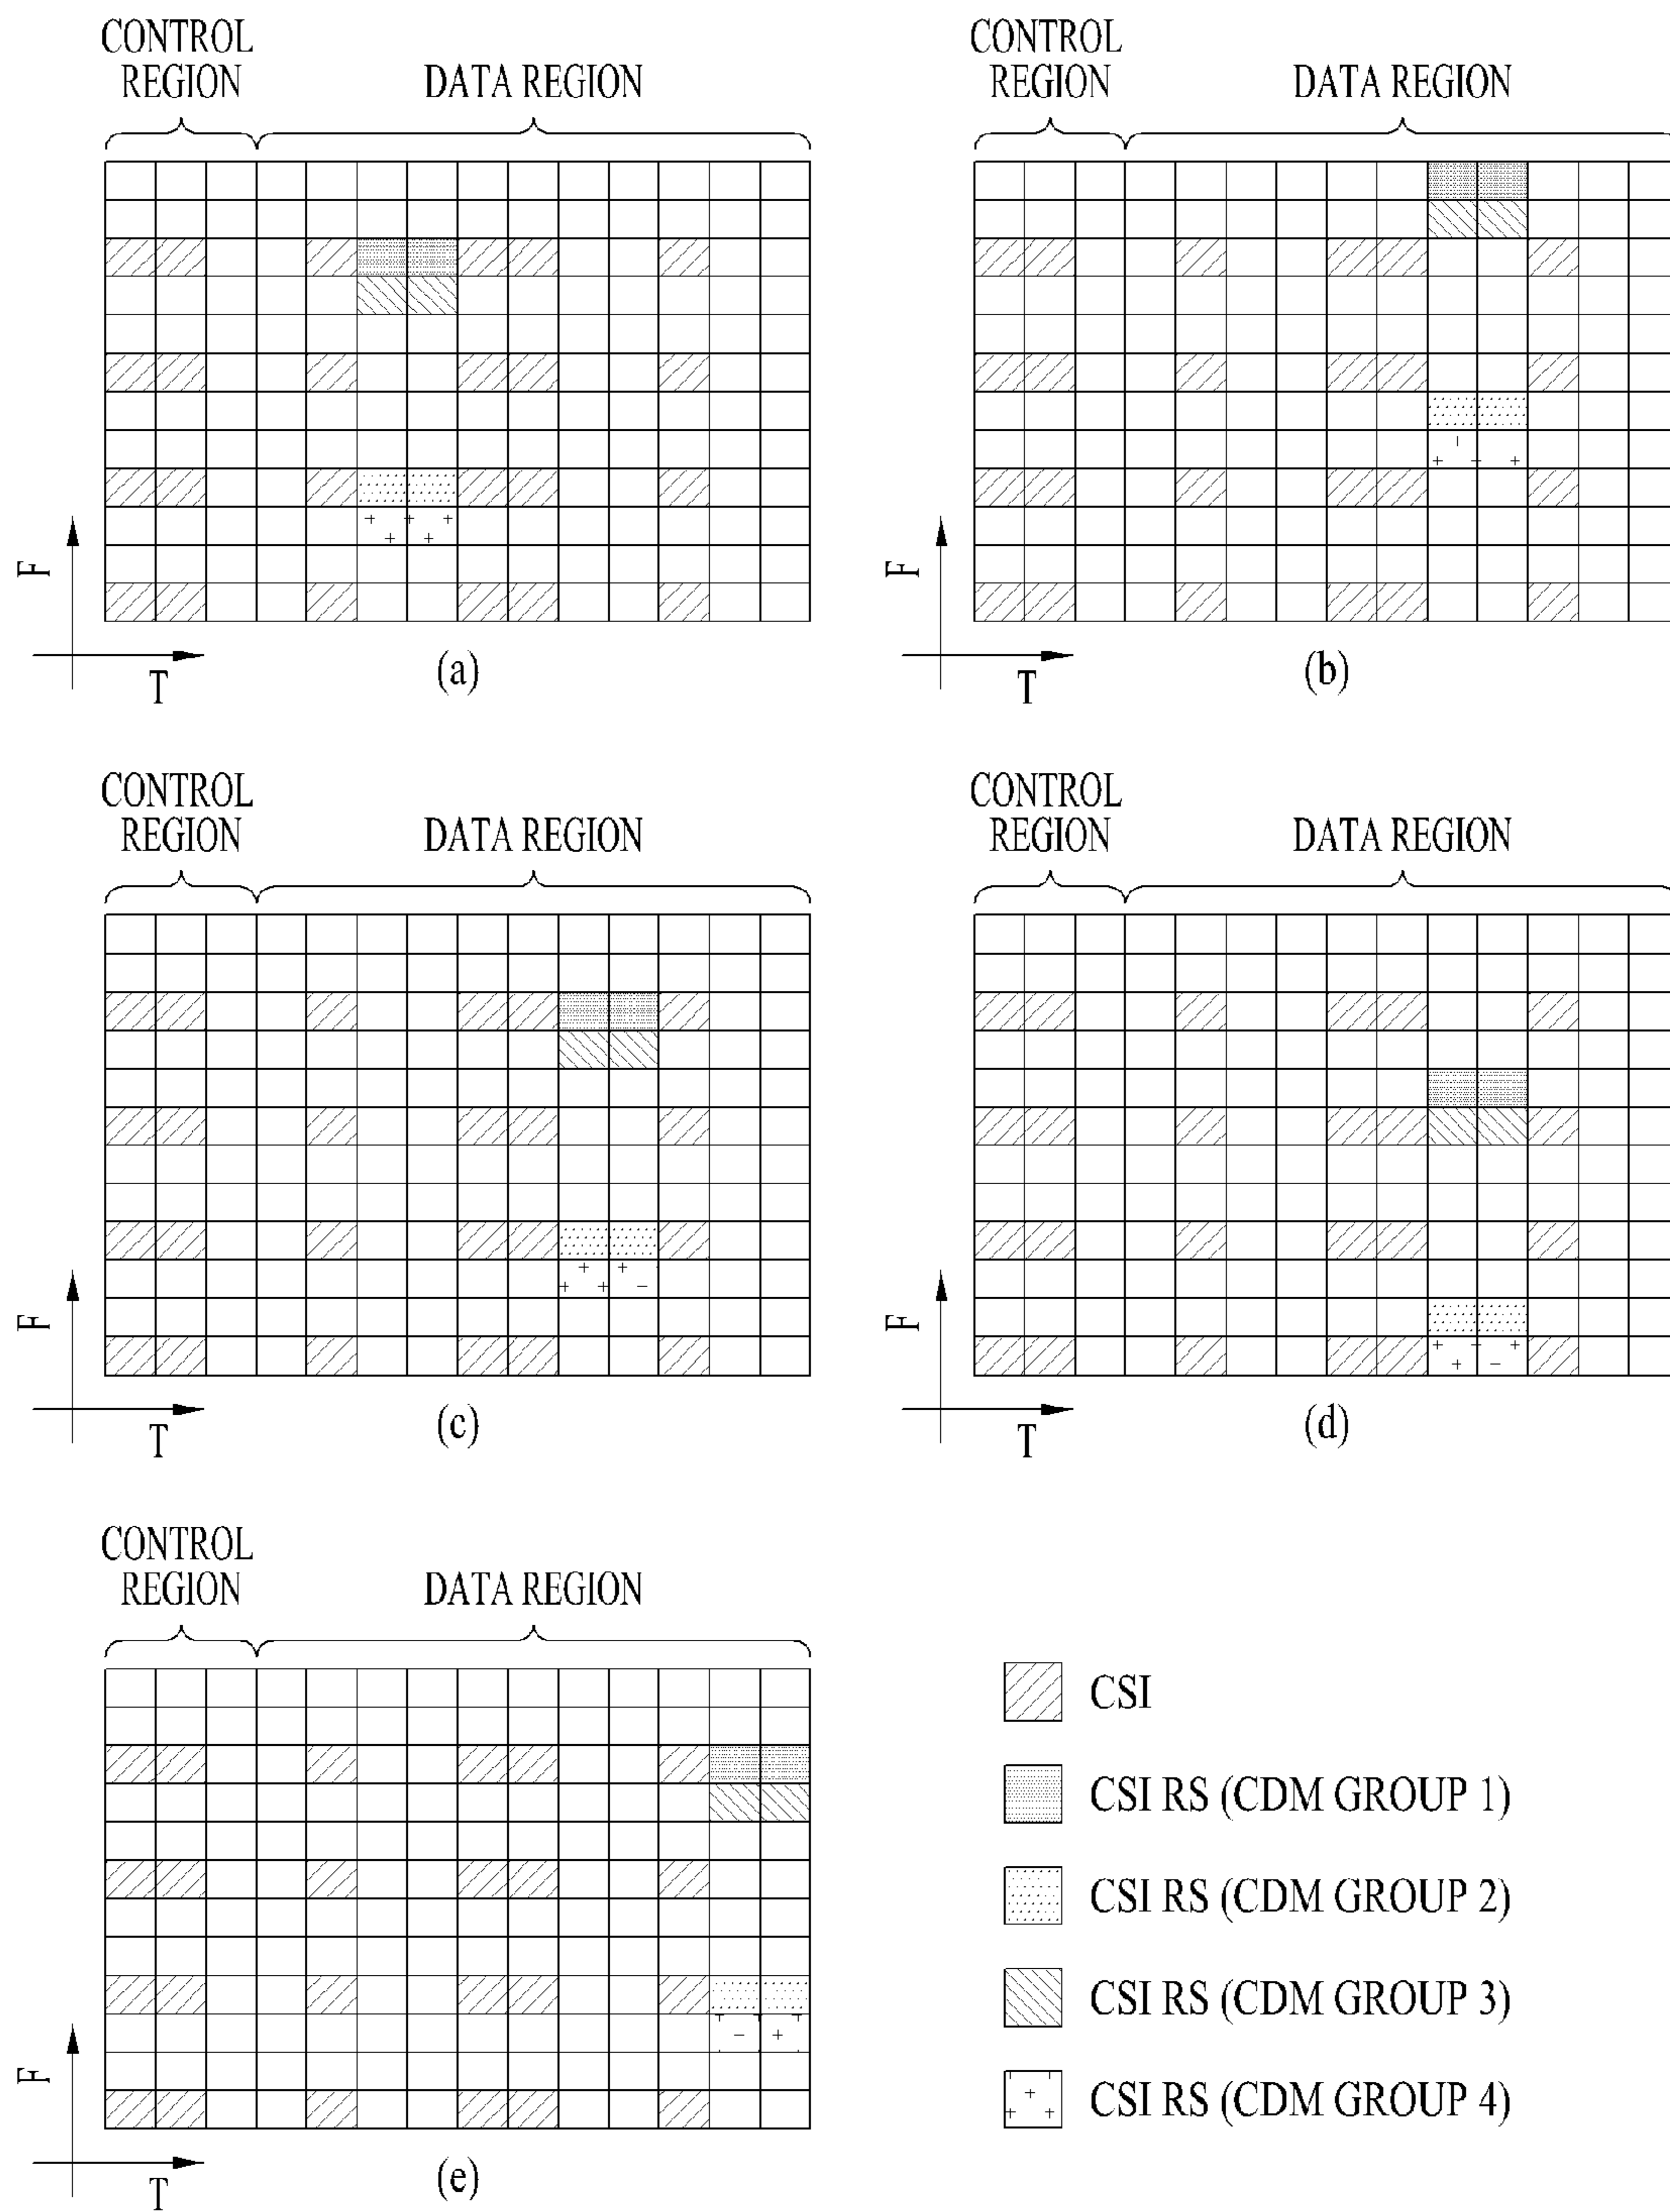 CONTROL
REGION
DATA REGION
CONTROL
REGION
DATA REGION
F
T
(a)
F
T
(b)
CONTROL
REGION
DATA REGION
CONTROL
REGION
DATA REGION
F
T
(c)
F
T
(d)
CONTROL
REGION
DATA REGION
F
T
(e)
CSI
CSI RS (CDM GROUP 1)
CSI RS (CDM GROUP 2)
CSI RS (CDM GROUP 3)
CSI RS (CDM GROUP 4)